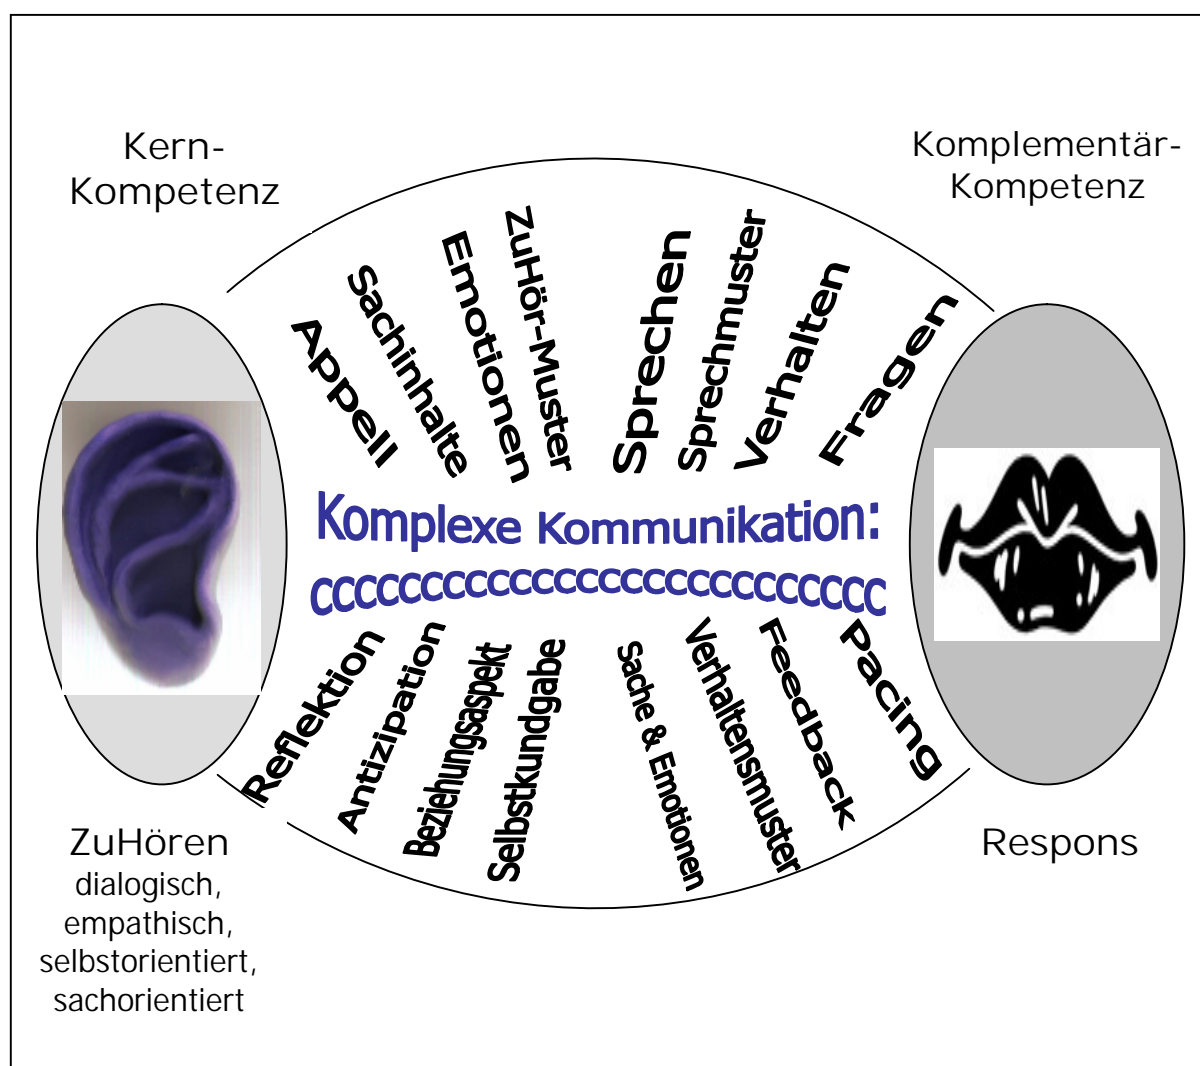 Kern-
Kompetenz
Komplementär-
Kompetenz
Appell
Sachinhalte
Emotionen
ZuHör-Muster
Sprechen
Sprechmuster
Verhalten
Fragen
Komplexe Kommunikation:
cccccccccccccccccccccccccc
Reflektion
Antizipation
Beziehungsaspekt
Selbstkundgabe
Sache & Emotionen
Verhaltensmuster
Feedback
Pacing
ZuHören
dialogisch,
empathisch,
selbstorientiert,
sachorientiert
Respons